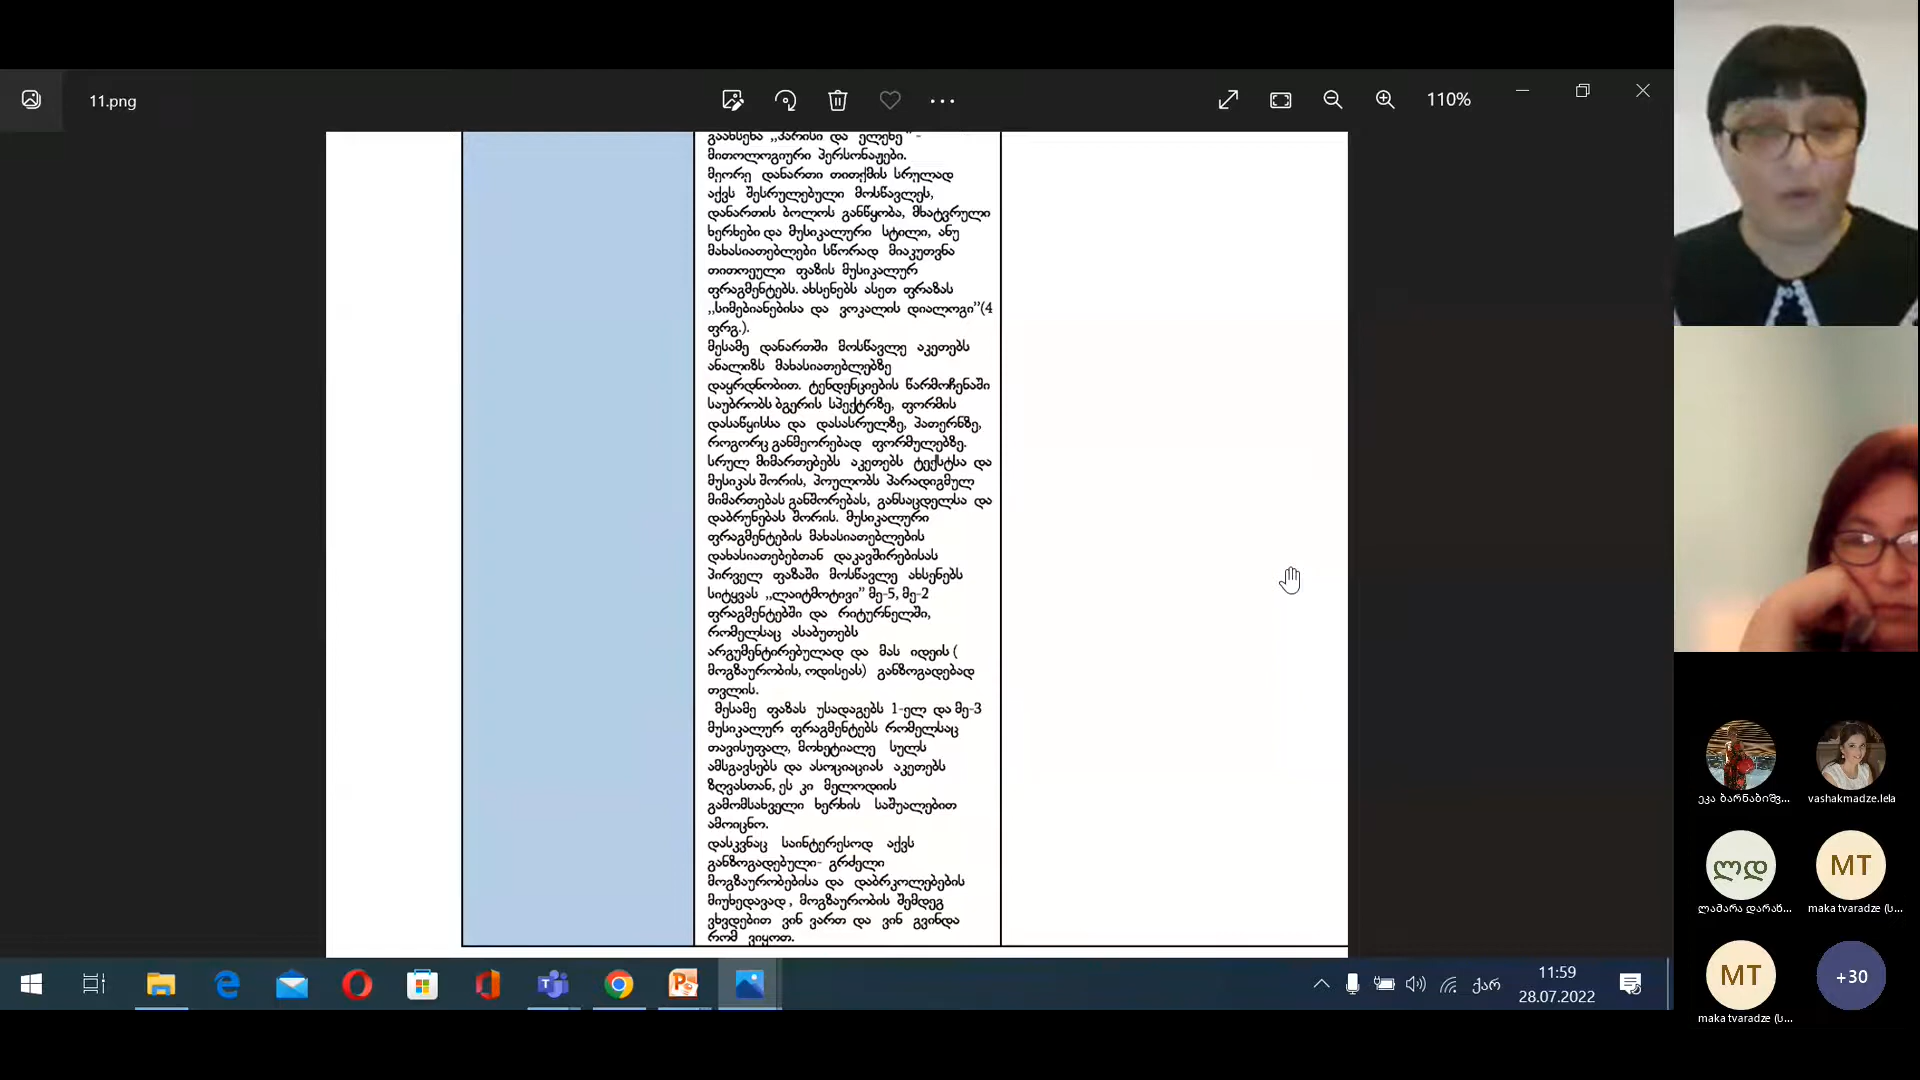 11.png
110%
გაახსენა ,,პარისი და ელენე'' -
მითოლოგიური პერსონაჟები.
მეორე დანართი თითქმის სრულად
აქვს შესრულებული მოსწავლეს,
დანართის ბოლოს განწყობა, მხატვრული
ხერხები და მუსიკალური სტილი, ანუ
მახასიათებლები სწორად მიაკუთვნა
თითოეული ფაზის მუსიკალურ
ფრაგმენტებს. ახსენებს ასეთ ფრაზას
,,სიმებიანებისა და ვოკალის დიალოგი''(4
ფრგ.).
მესამე დანართში მოსწავლე აკეთებს
ანალიზს მახასიათებლებზე
დაყრდნობით. ტენდენციების წარმოჩენაში
საუბრობს ბგერის სპექტრზე, ფორმის
დასაწყისსა და დასასრულზე, პათერნზე,
როგორც განმეორებად ფორმულებზე.
სრულ მიმართებებს აკეთებს ტექსტსა და
მუსიკას შორის, პოულობს პარადიგმულ
მიმართებას განშორებას, განსაცდელსა და
დაბრუნებას შორის. მუსიკალური
ფრაგმენტების მახასიათებლების
დახასიათებებთან დაკავშირებისას
პირველ ფაზაში მოსწავლე ახსენებს
სიტყვას ,,ლაიტმოტივი'' მე-5, მე-2
ფრაგმენტებში და რიტურნელში,
რომელსაც ასაბუთებს
არგუმენტირებულად და მას იდეის (
მოგზაურობის, ოდისეას) განზოგადებად
თვლის.
მესამე ფაზას უსადაგებს 1-ელ და მე-3
მუსიკალურ ფრაგმენტებს რომელსაც
თავისუფალ, მოხეტიალე სულს
ამსგავსებს და ასოციაციას აკეთებს
ზღვასთან, ეს კი მელოდიის
გამომსახველი ხერხის საშუალებით
ამოიცნო.
დასკვნაც საინტერესოდ აქვს
განზოგადებული- გრძელი
მოგზაურობებისა და დაბრკოლებების
მიუხედავად , მოგზაურობის შემდეგ
ვხვდებით ვინ ვართ და ვინ გვინდა
რომ ვიყოთ.
ეკა ბარნაბიშვ...
vashakmadze.lela
ლდ
MT
ლამარა დარახ...
maka tvaradze (ს...
MT
+30
maka tvaradze (ს...
ქარ
11:59
28.07.2022